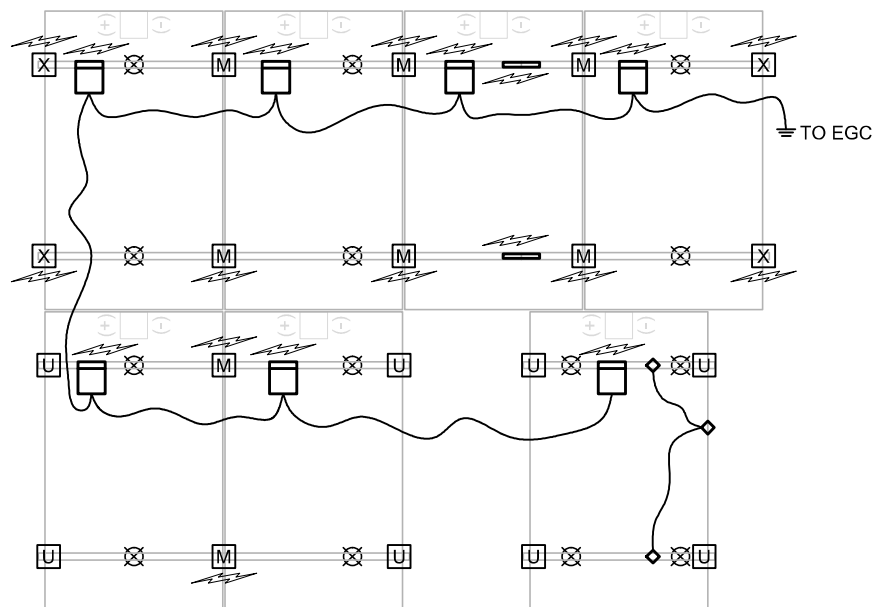 (+) (-) (+) (-) (+) (-) (+) (-)
X M M M X
TO EGC
X M M M X
(+) (-) (+) (-) (+) (-)
U M U U U
U M U U U